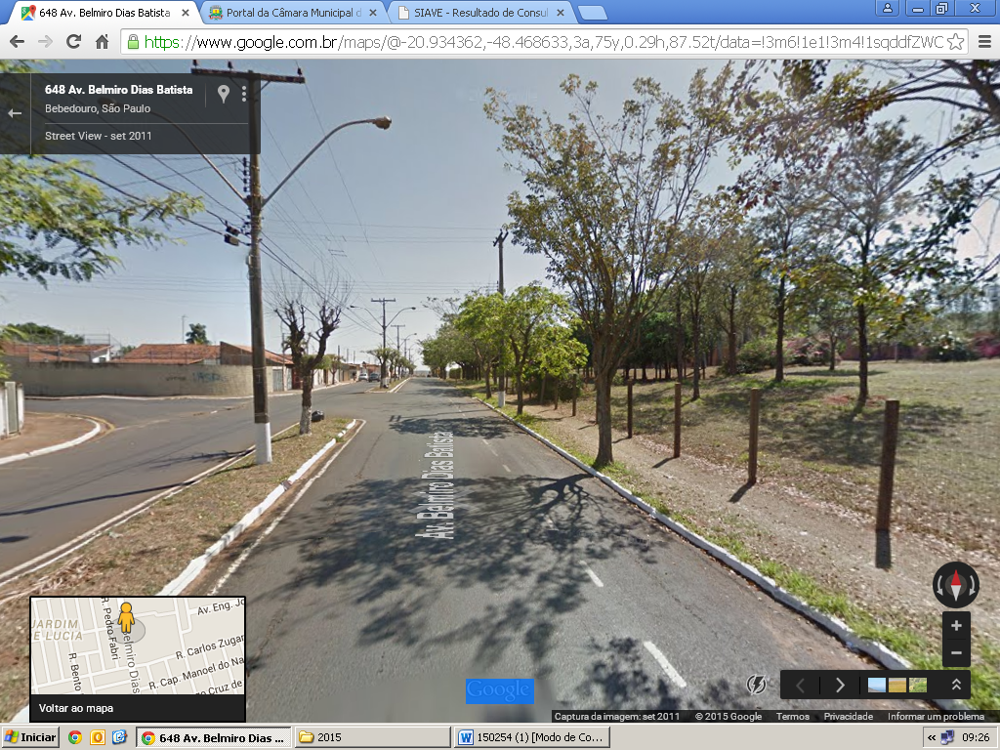 648 Av. Belmiro Dias Batista
Portal da Câmara Municipal d
SIAVE - Resultado de Consul
https://www.google.com.br/maps/@-20.934362,-48.468633,3a,75y,0.29h,87.52t/data=!3m6!1e1!3m4!1sqddfZWC
648 Av. Belmiro Dias Batista
Bebedouro, São Paulo
Street View - set 2011
Av. Belmiro Dias Batista
JARDIM
E LUCIA
R. Pedro Fabri
Av. Eng. Jo
Belmiro Dias
R. Carlos Zugar
R. Bento
R. Cap. Manoel do Na
Cruz de
Voltar ao mapa
Google
Captura da imagem: set 2011
© 2015 Google
Termos
Privacidade
Informar um problema
Iniciar
648 Av. Belmiro Dias ...
2015
150254 (1) [Modo de Co...
09:26